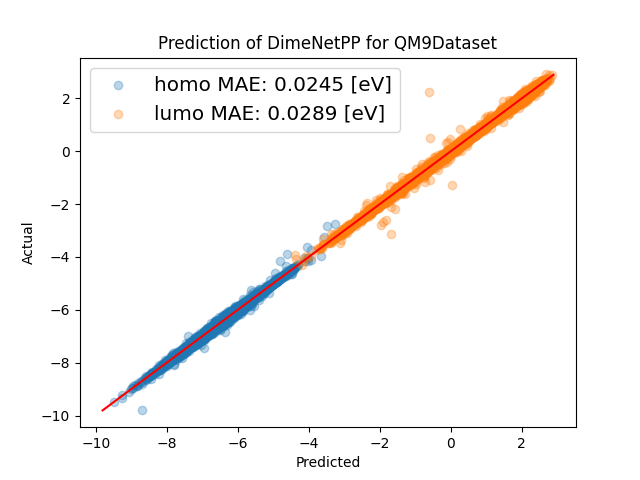 Prediction of DimeNetPP for QM9Dataset
homo MAE: 0.0245 [eV]
lumo MAE: 0.0289 [eV]
2
0
−2
−4
−6
−8
−10
Actual
−10 −8 −6 −4 −2 0 2
Predicted